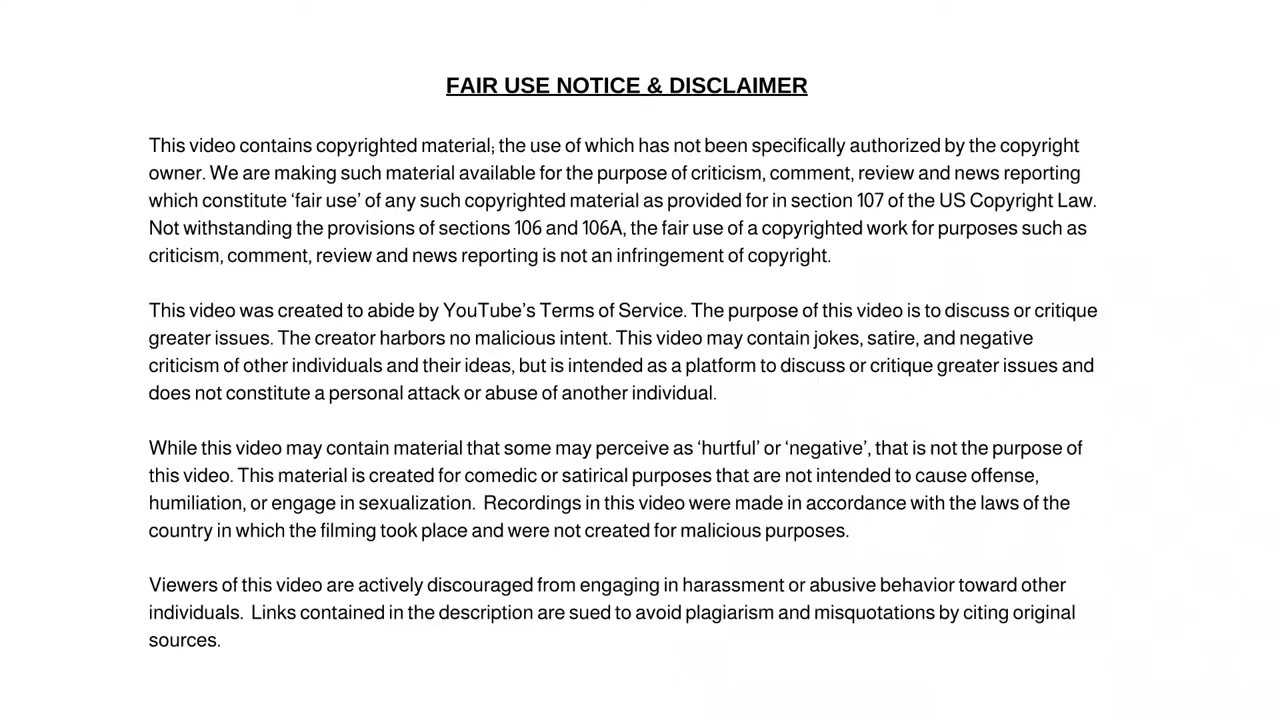 FAIR USE NOTICE & DISCLAIMER
This video contains copyrighted material; the use of which has not been specifically authorized by the copyright
owner. We are making such material available for the purpose of criticism, comment, review and news reporting
which constitute ‘fair use’ of any such copyrighted material as provided for in section 107 of the US Copyright Law.
Not withstanding the provisions of sections 106 and 106A, the fair use of a copyrighted work for purposes such as
criticism, comment, review and news reporting is not an infringement of copyright.
This video was created to abide by YouTube’s Terms of Service. The purpose of this video is to discuss or critique
greater issues. The creator harbors no malicious intent. This video may contain jokes, satire, and negative
criticism of other individuals and their ideas, but is intended as a platform to discuss or critique greater issues and
does not constitute a personal attack or abuse of another individual.
While this video may contain material that some may perceive as ‘hurtful’ or ‘negative’, that is not the purpose of
this video. This material is created for comedic or satirical purposes that are not intended to cause offense,
humiliation, or engage in sexualization. Recordings in this video were made in accordance with the laws of the
country in which the filming took place and were not created for malicious purposes.
Viewers of this video are actively discouraged from engaging in harassment or abusive behavior toward other
individuals. Links contained in the description are sued to avoid plagiarism and misquotations by citing original
sources.